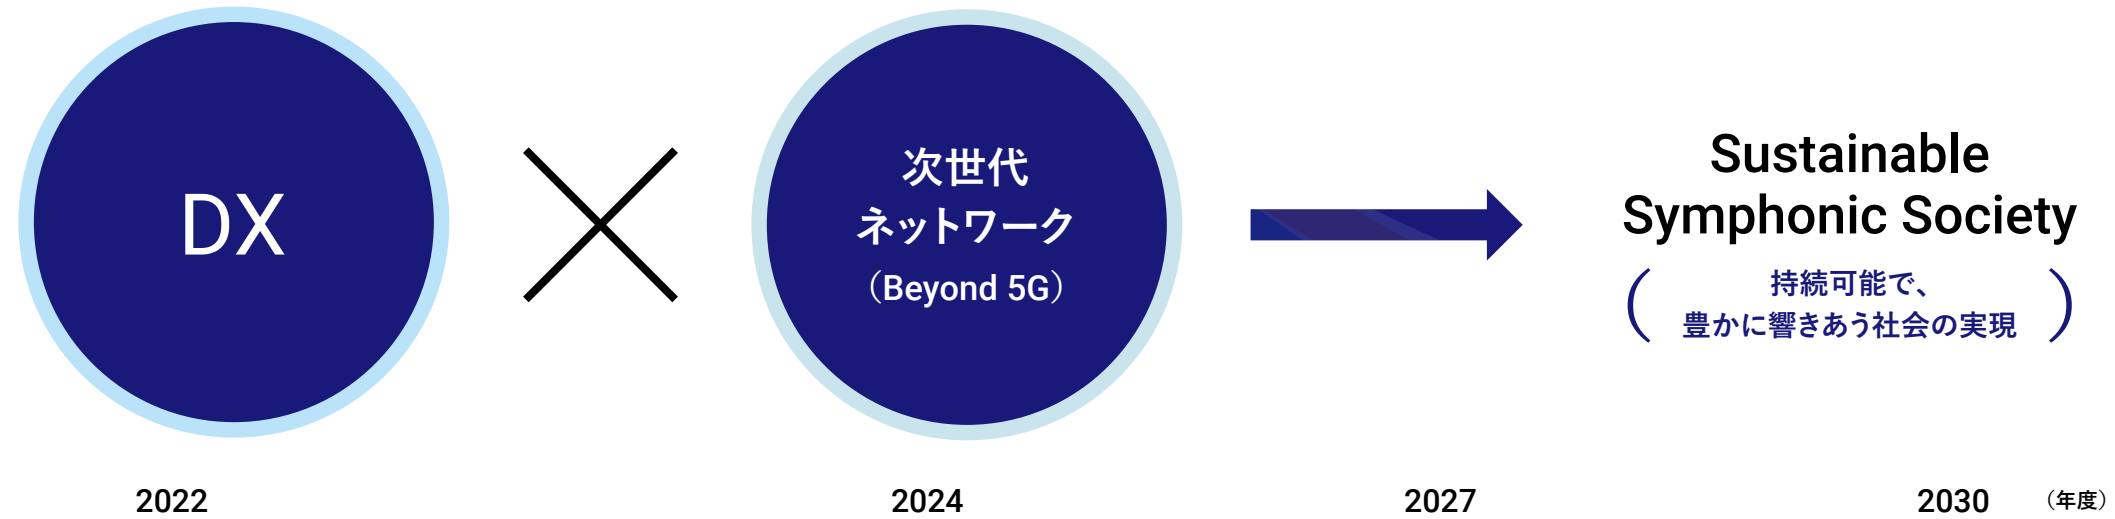 DX
次世代
ネットワーク
（Beyond 5G）
Sustainable
Symphonic Society
（持続可能で、
豊かに響きあう社会の実現）
2022
2024
2027
2030
（年度）